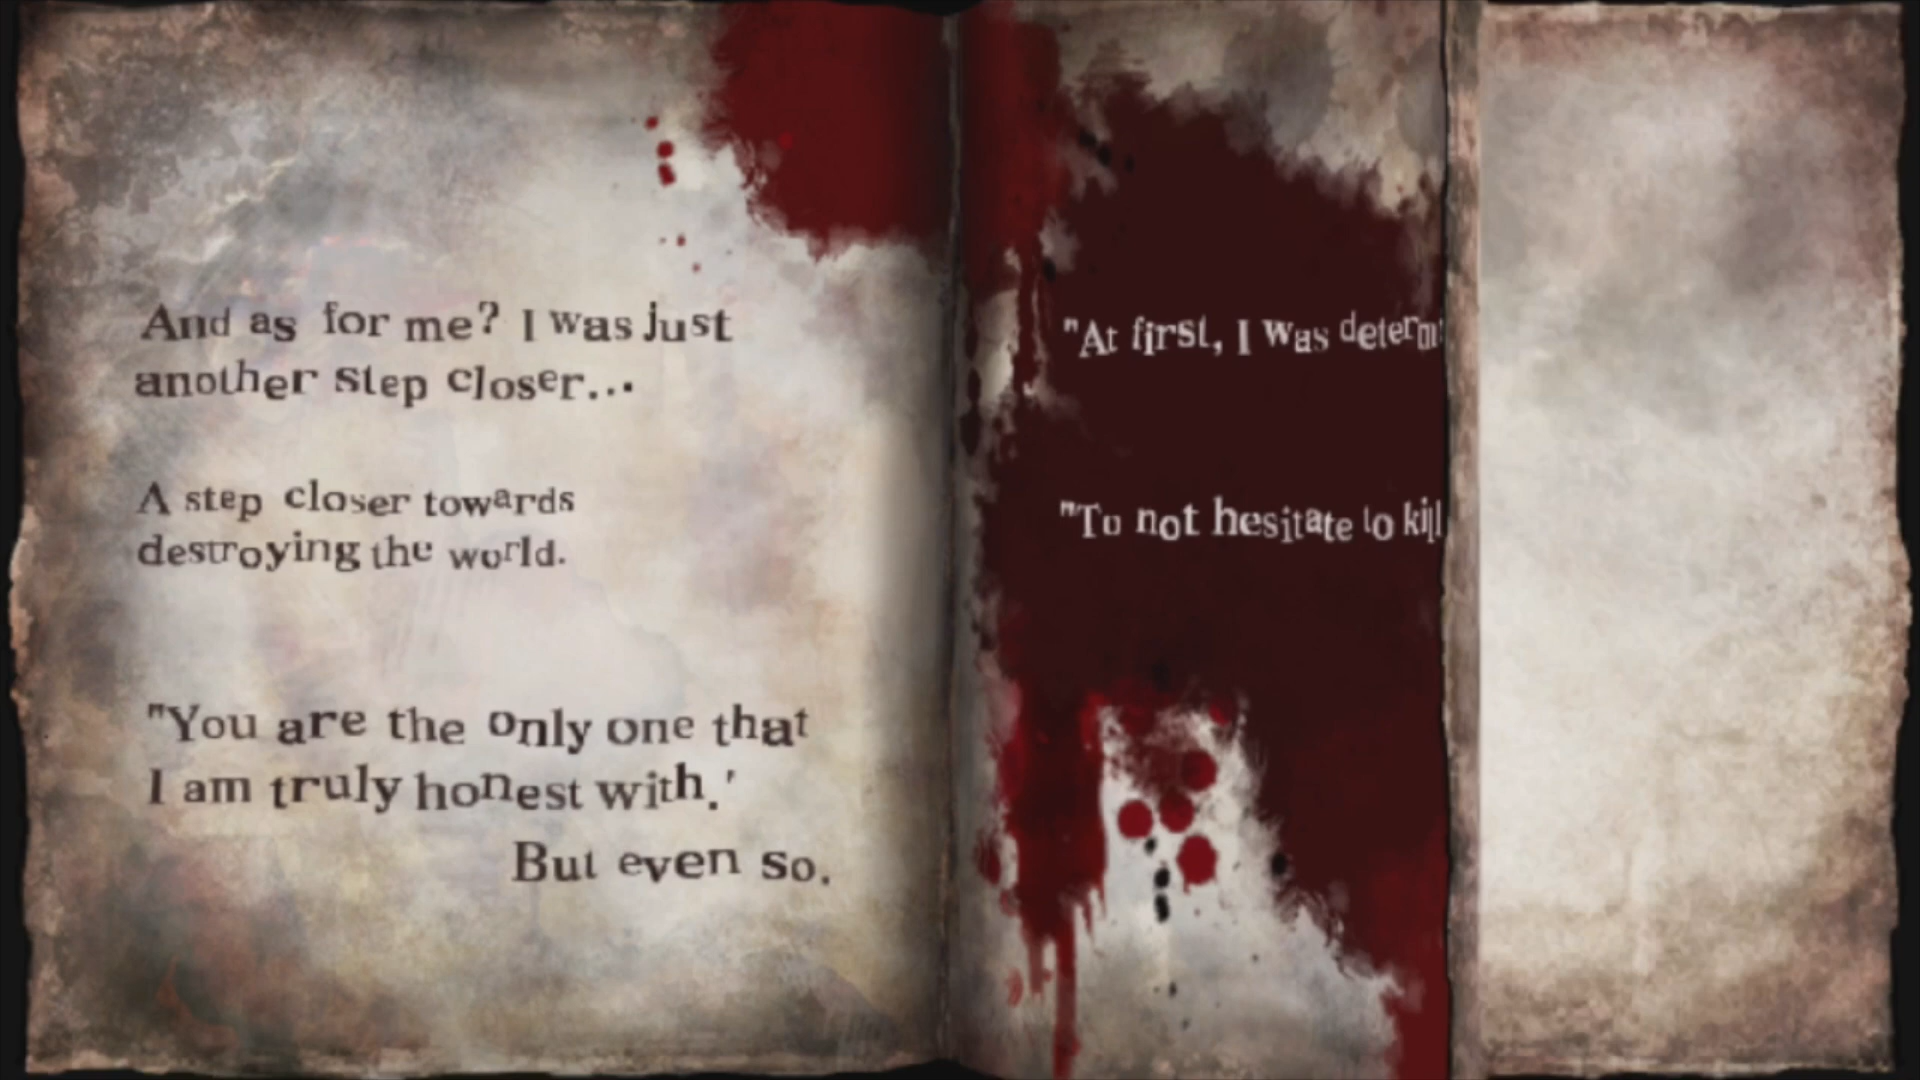 And as for me? I was just
another step closer...
A step closer towards
destroying the world.
"You are the only one that
I am truly honest with.'
But even so.
"At first, I was
"To not hesitate to kill